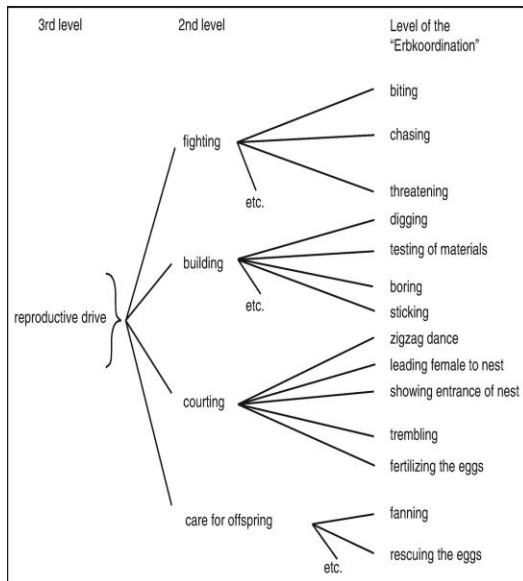 3rd level
2nd level
Level of the
"Erbkoordination"
biting
fighting
chasing
etc.
threatening
digging
building
testing of materials
etc.
boring
sticking
reproductive drive
zigzag dance
leading female to nest
courting
showing entrance of nest
trembling
fertilizing the eggs
care for offspring
fanning
etc.
rescuing the eggs